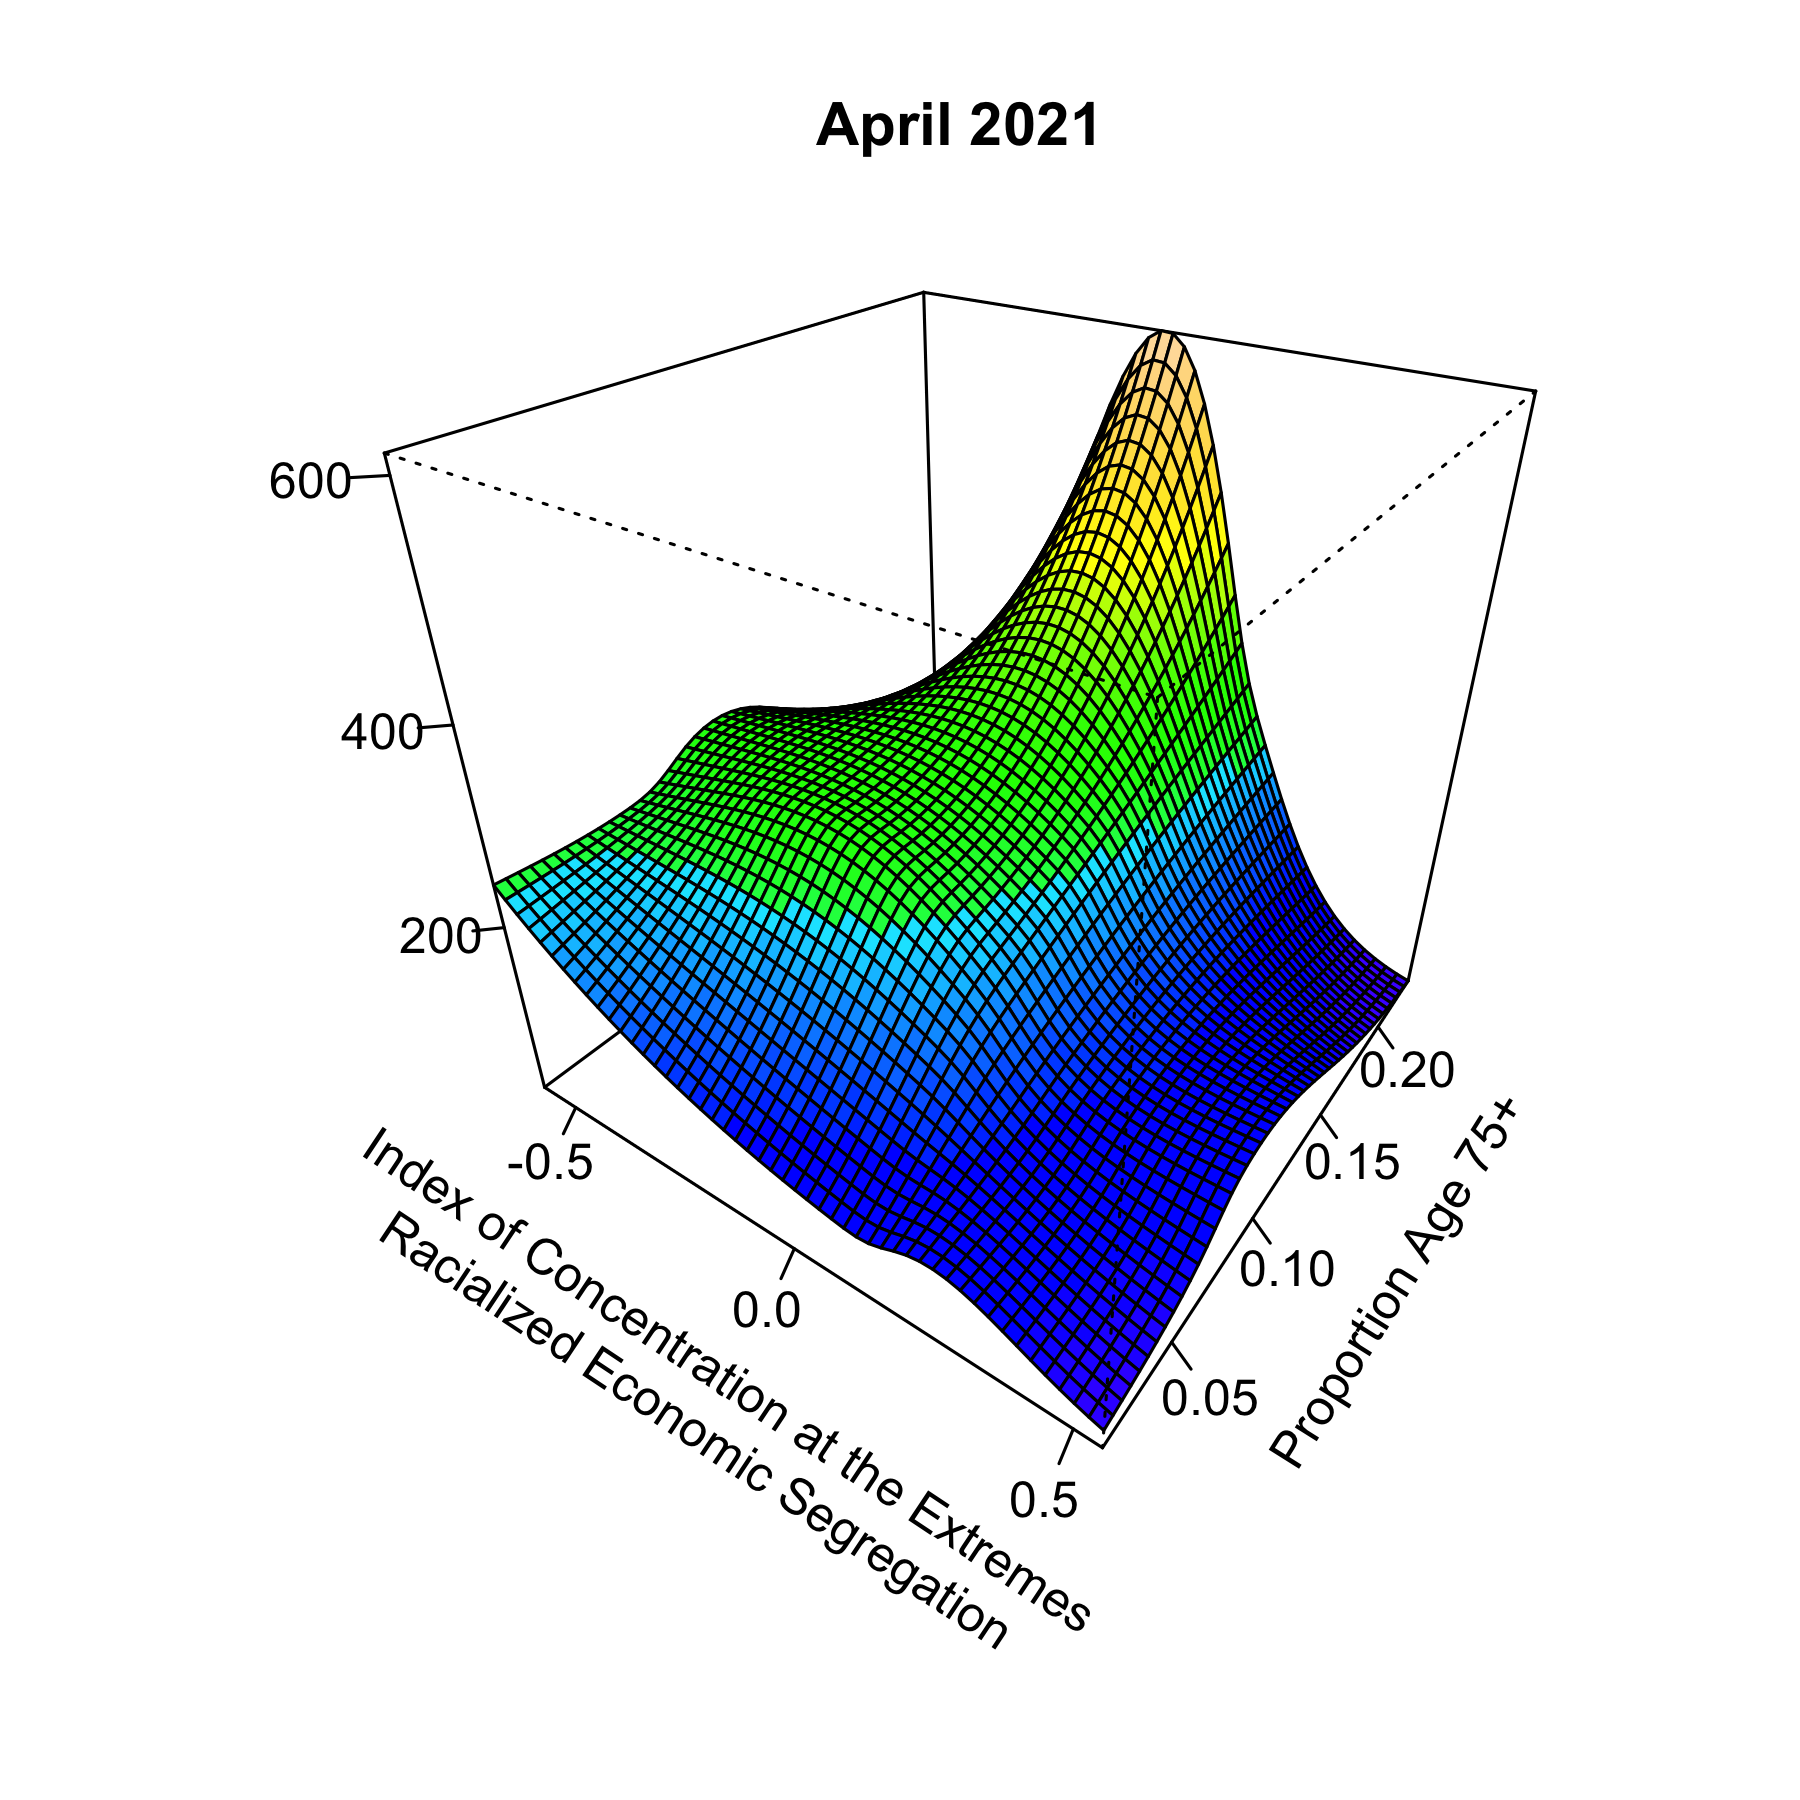 April 2021
600
400
200
-0.5
0.0
0.5
0.05
0.10
0.15
0.20
Index of Concentration at the Extremes
Racialized Economic Segregation
Proportion Age 75+